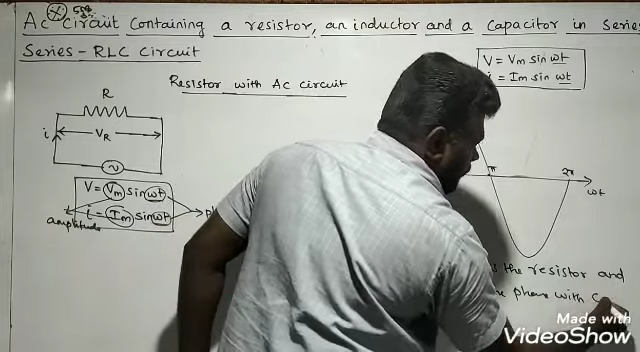 AC circuit Containing a resistor, an inductor and a Capacitor in Series
Series-RLC Circuit
Resistor with AC circuit
V = Vm sin ωt
i = Im sin ωt
R
i
VR
~
V = Vm sin ωt
i = Im sin ωt
amplitude
π
2π
ωt
the resistor and
phase with
Made with
VideoShow